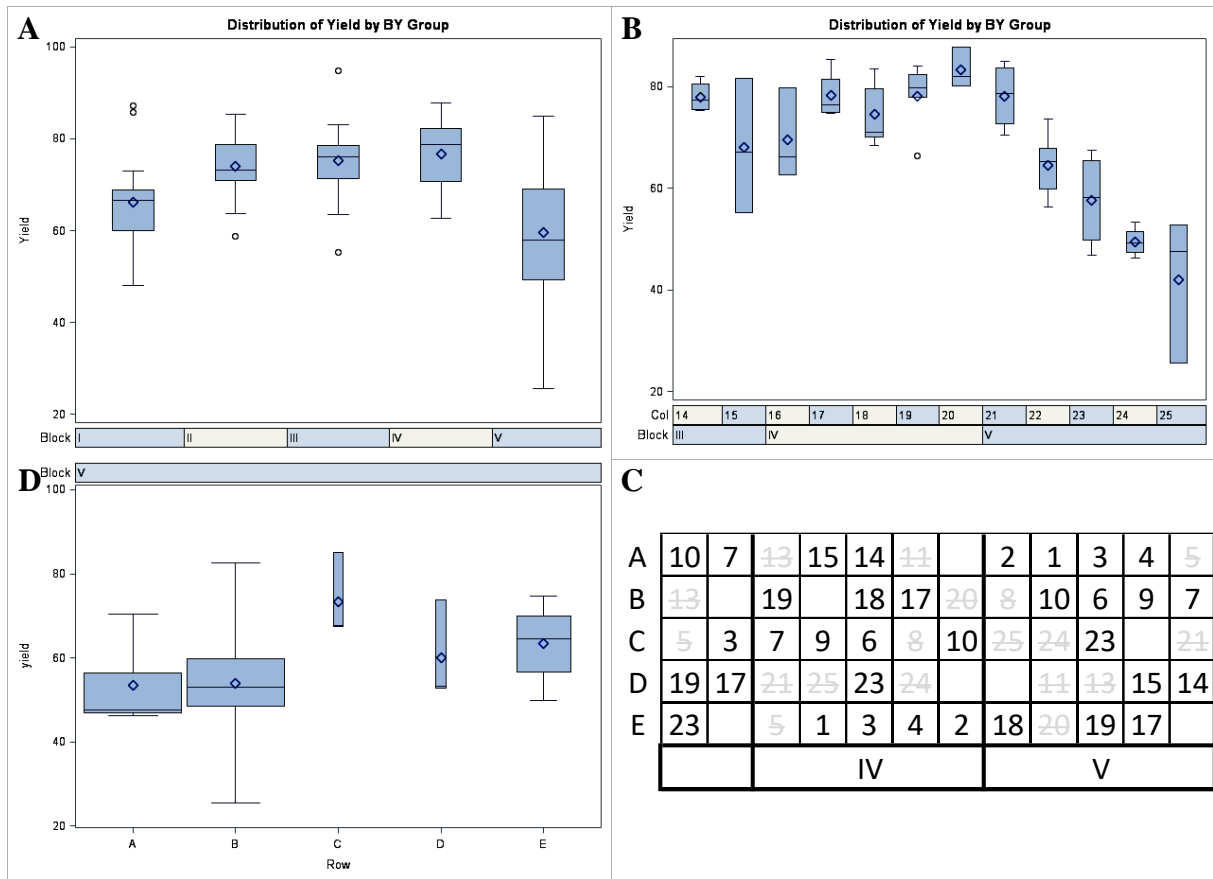 A
Distribution of Yield by BY Group
100
80
60
40
20
Yield
Block I II III IV V
B
Distribution of Yield by BY Group
80
60
40
20
Yield
Col 14 15 16 17 18 19 20 21 22 23 24 25
Block III IV V
D
Block V
100
80
60
40
20
yield
A B C D E
Row
C
A 10 7 13 15 14 11 2 1 3 4 5
B 13 19 18 17 20 8 10 6 9 7
C 5 3 7 9 6 8 10 25 24 23 21
D 19 17 21 25 23 24 11 13 15 14
E 23 5 1 3 4 2 18 20 19 17
IV V